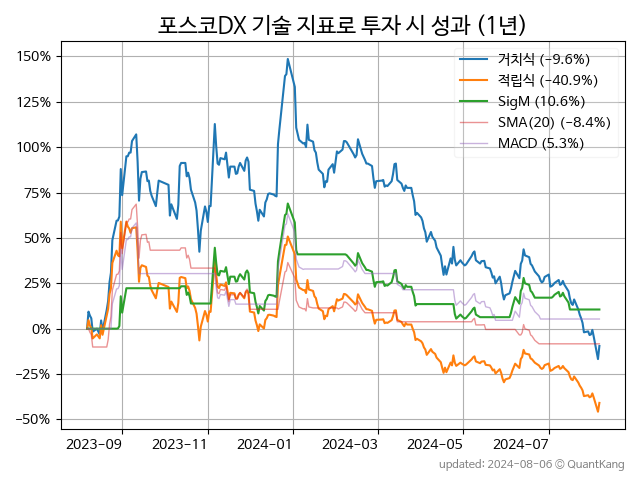 포스코DX 기술 지표로 투자 시 성과 (1년)
150%
125%
100%
75%
50%
25%
0%
−25%
−50%
거치식 (−9.6%)
적립식 (−40.9%)
SigM (10.6%)
SMA(20) (−8.4%)
MACD (5.3%)
2023-09
2023-11
2024-01
2024-03
2024-05
2024-07
updated: 2024-08-06 © QuantKang